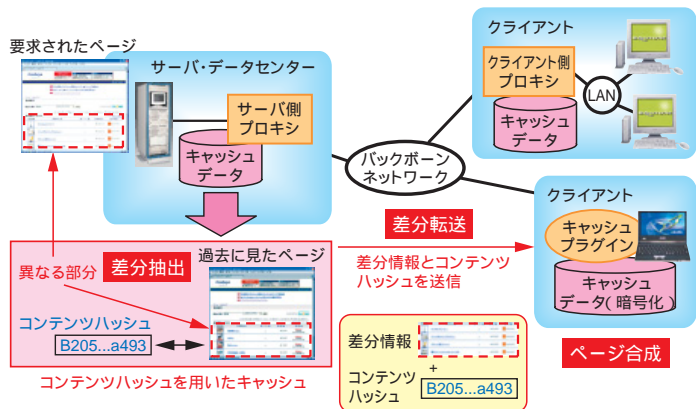 要求されたページ
サーバ・データセンター
サーバ側
プロキシ
キャッシュ
データ
クライアント
クライアント側
プロキシ
LAN
キャッシュ
データ
バックボーン
ネットワーク
クライアント
キャッシュ
プラグイン
キャッシュ
データ(暗号化)
ページ合成
差分転送
差分情報とコンテンツ
ハッシュを送信
異なる部分
差分抽出
過去に見たページ
コンテンツハッシュ
B205...a493
コンテンツハッシュを用いたキャッシュ
差分情報
+
コンテンツ
ハッシュ
B205...a493